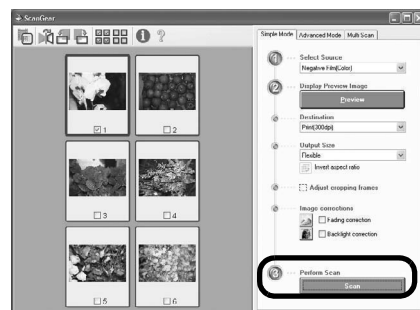 ScanGear
Simple Mode Advanced Mode Multi Scan
1 Select Source
Negative Film(Color)
2 Display Preview Image
Preview
Destination
Print(300dpi)
Output Size
Flexible
Invert aspect ratio
Adjust cropping frames
Image corrections
Fading correction
Backlight correction
3 Perform Scan
Scan
1 2
3 4
5 6